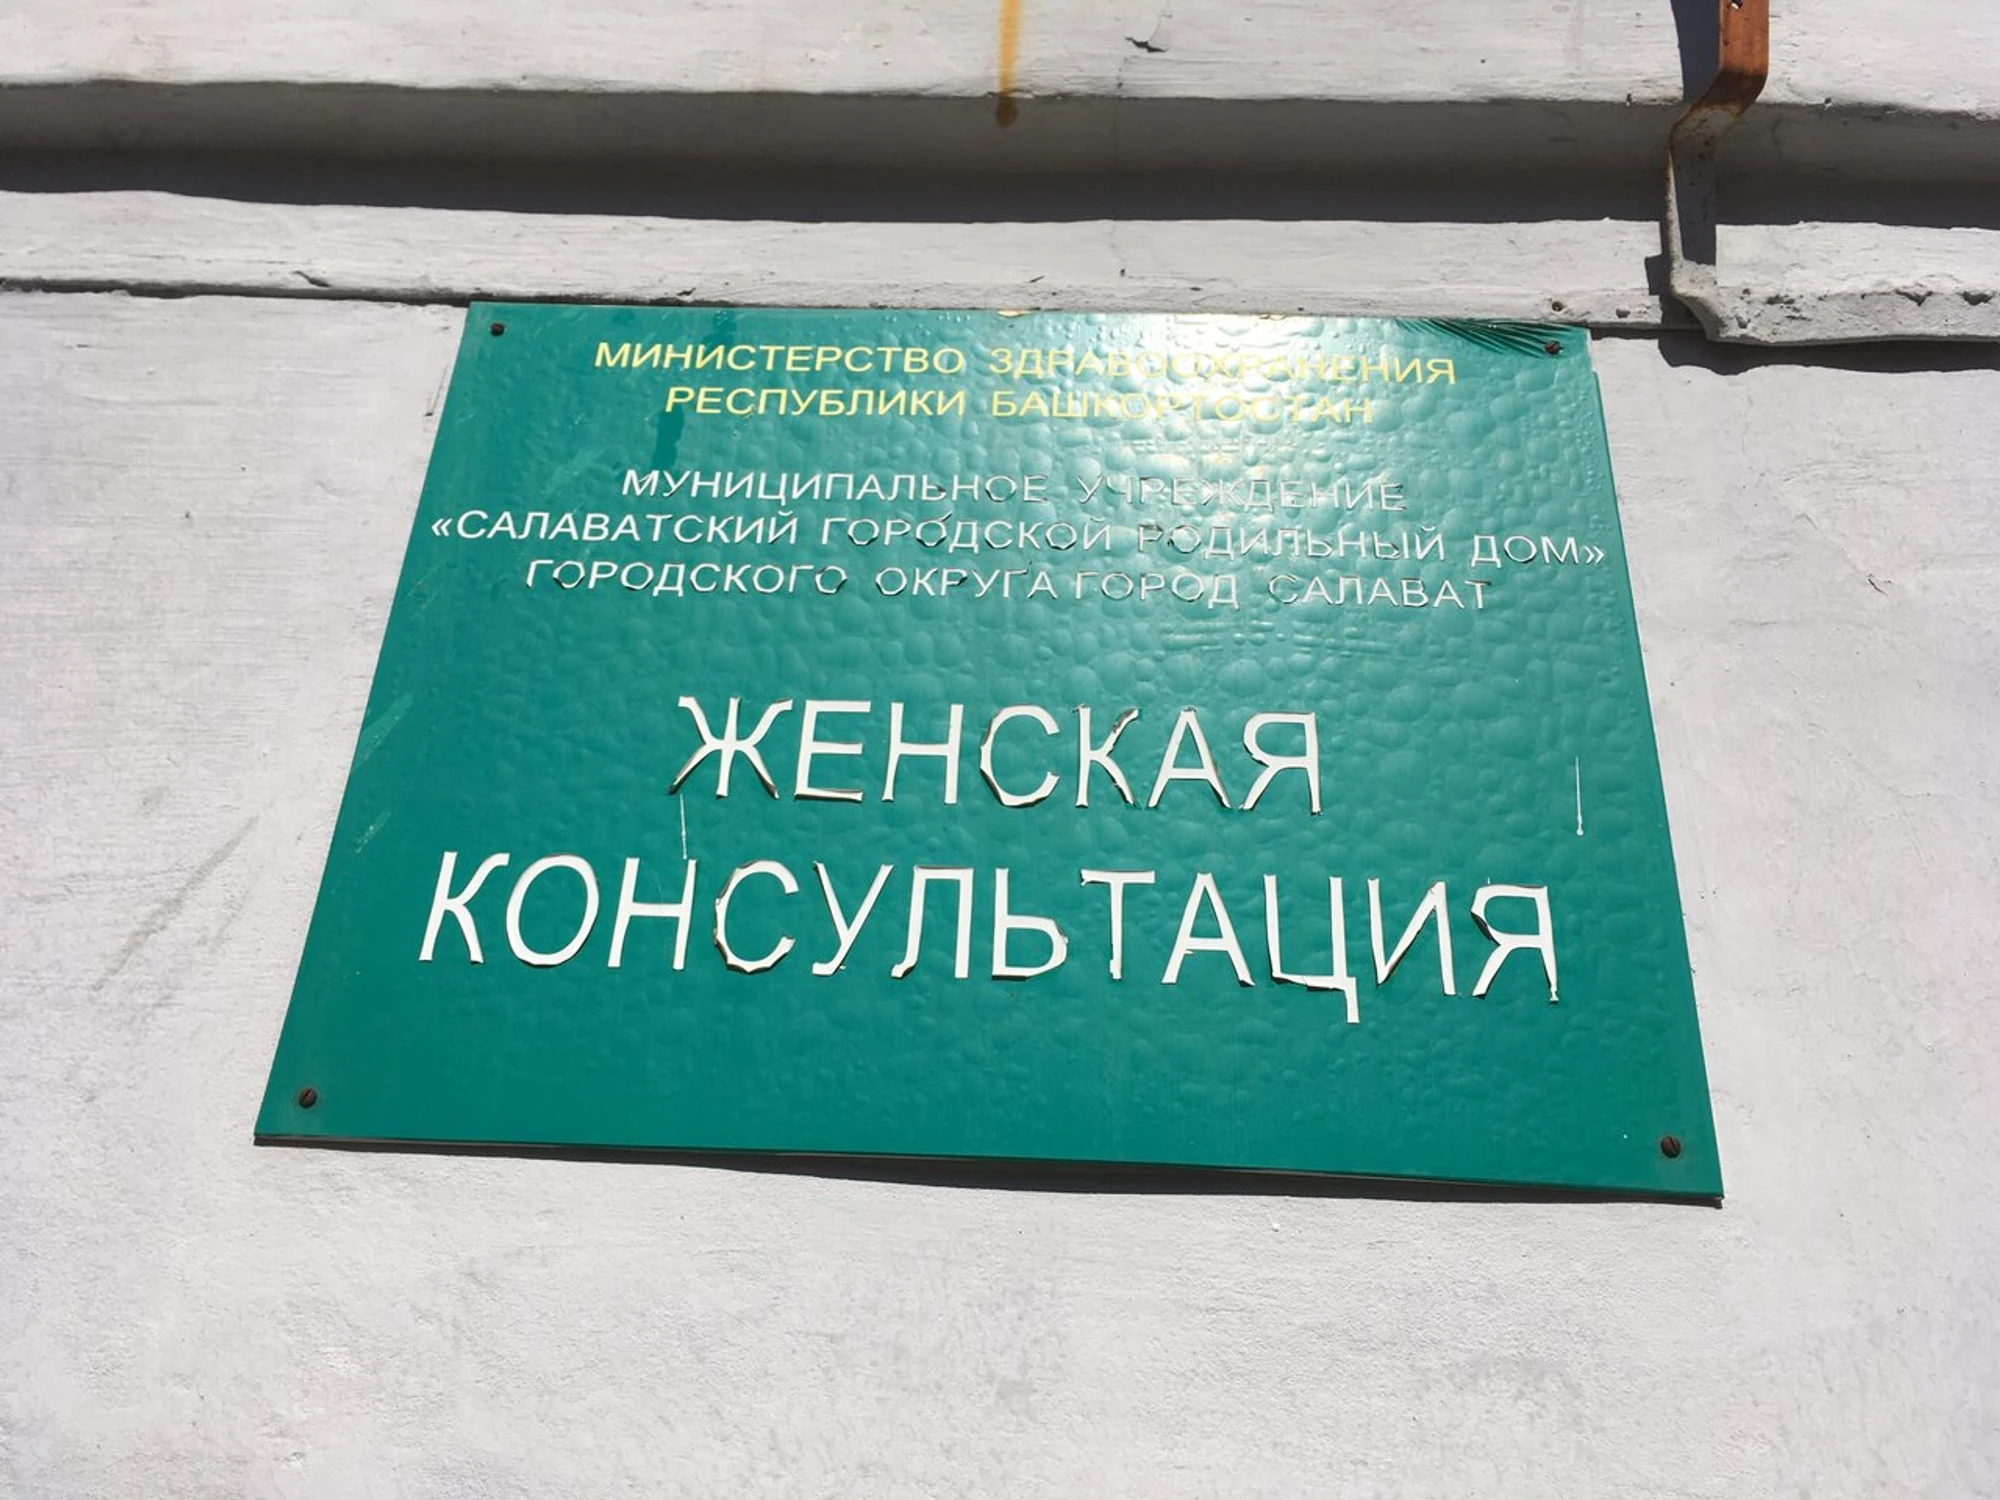 МИНИСТЕРСТВО ЗДРАВООХРАНЕНИЯ
РЕСПУБЛИКИ БАШКОРТОСТАН
МУНИЦИПАЛЬНОЕ УЧРЕЖДЕНИЕ
«САЛАВАТСКИЙ ГОРОДСКОЙ РОДИЛЬНЫЙ ДОМ»
ГОРОДСКОГО ОКРУГА ГОРОД САЛАВАТ
ЖЕНСКАЯ
КОНСУЛЬТАЦИЯ